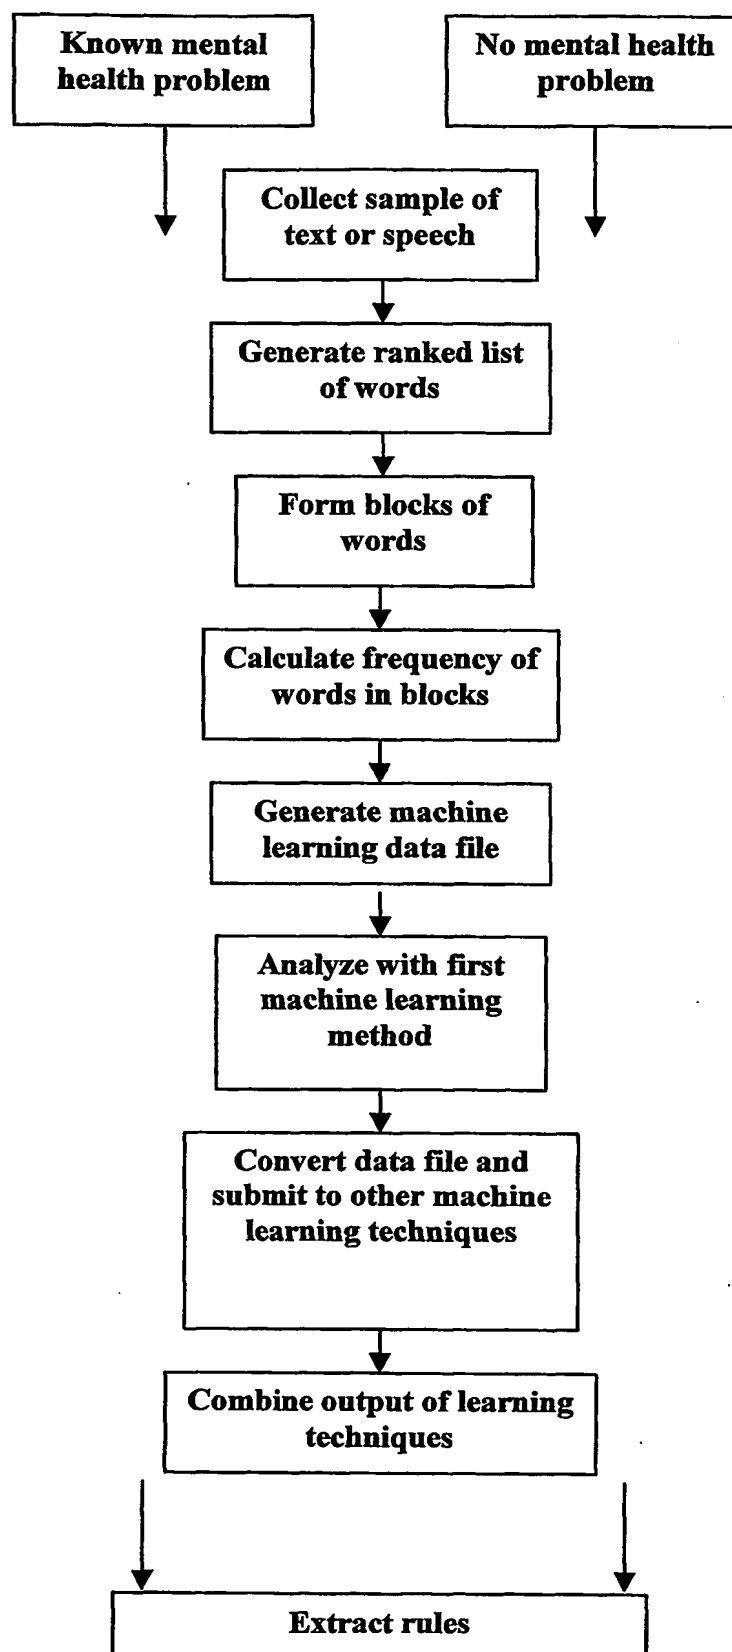 Known mental
health problem
No mental health
problem
Collect sample of
text or speech
Generate ranked list
of words
Form blocks of
words
Calculate frequency of
words in blocks
Generate machine
learning data file
Analyze with first
machine learning
method
Convert data file and
submit to other machine
learning techniques
Combine output of learning
techniques
Extract rules